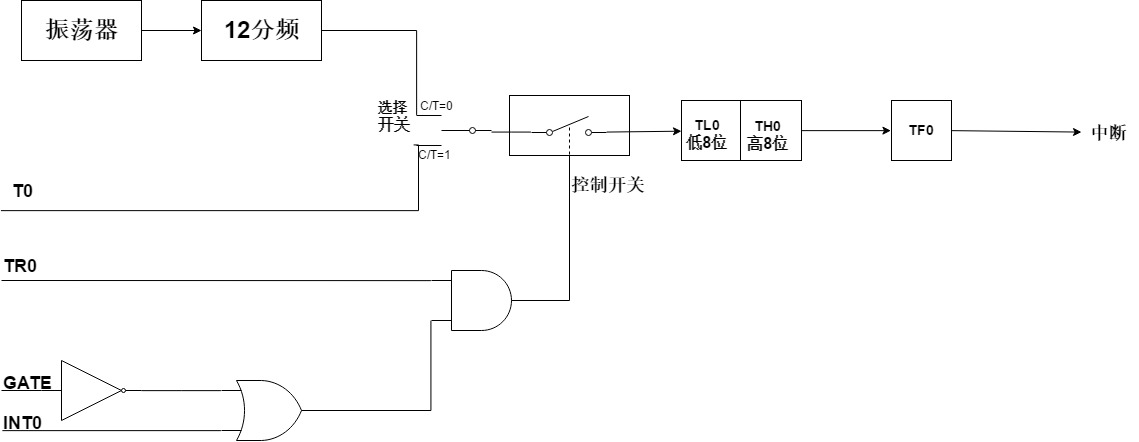 振荡器
12分频
选择
开关
C/T=0
C/T=1
TL0
低8位
TH0
高8位
TF0
中断
控制开关
T0
TR0
GATE
INT0